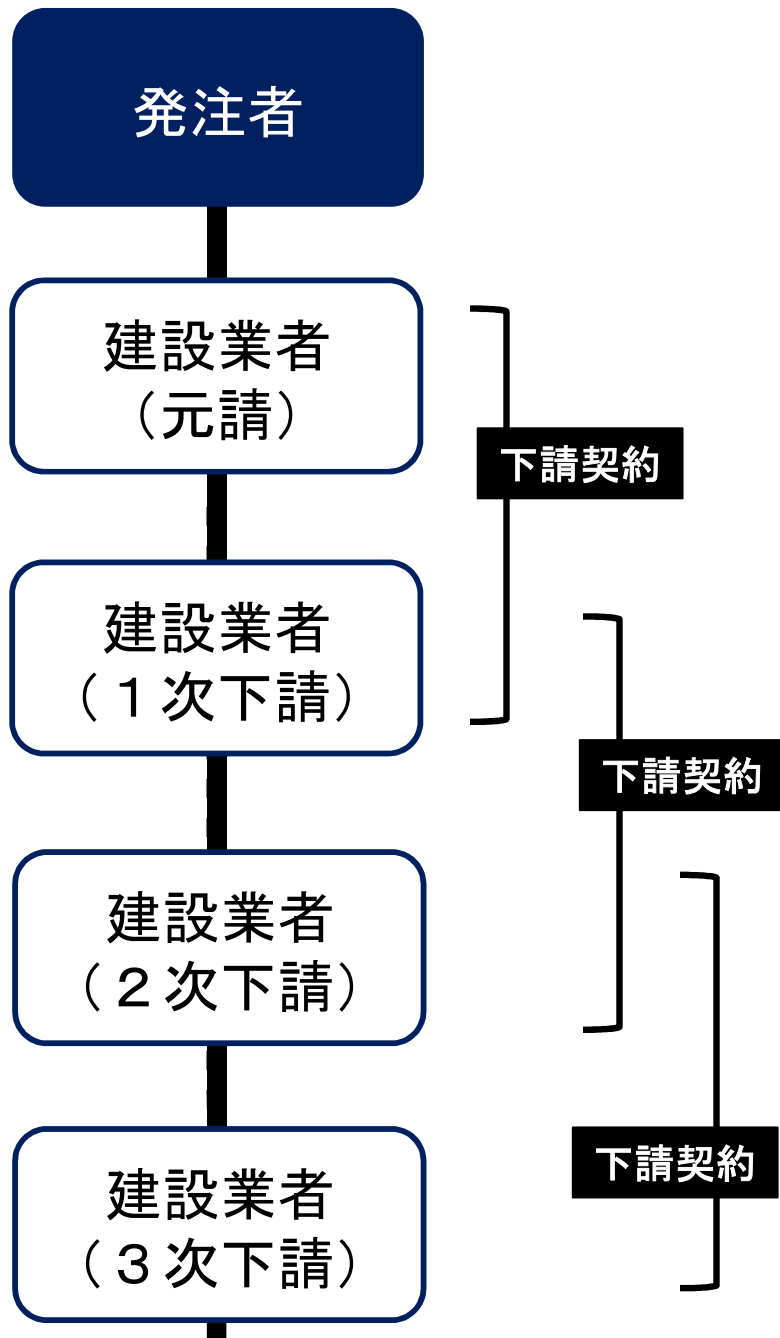 発注者
建設業者
（元請）
下請契約
建設業者
（１次下請）
下請契約
建設業者
（２次下請）
下請契約
建設業者
（３次下請）